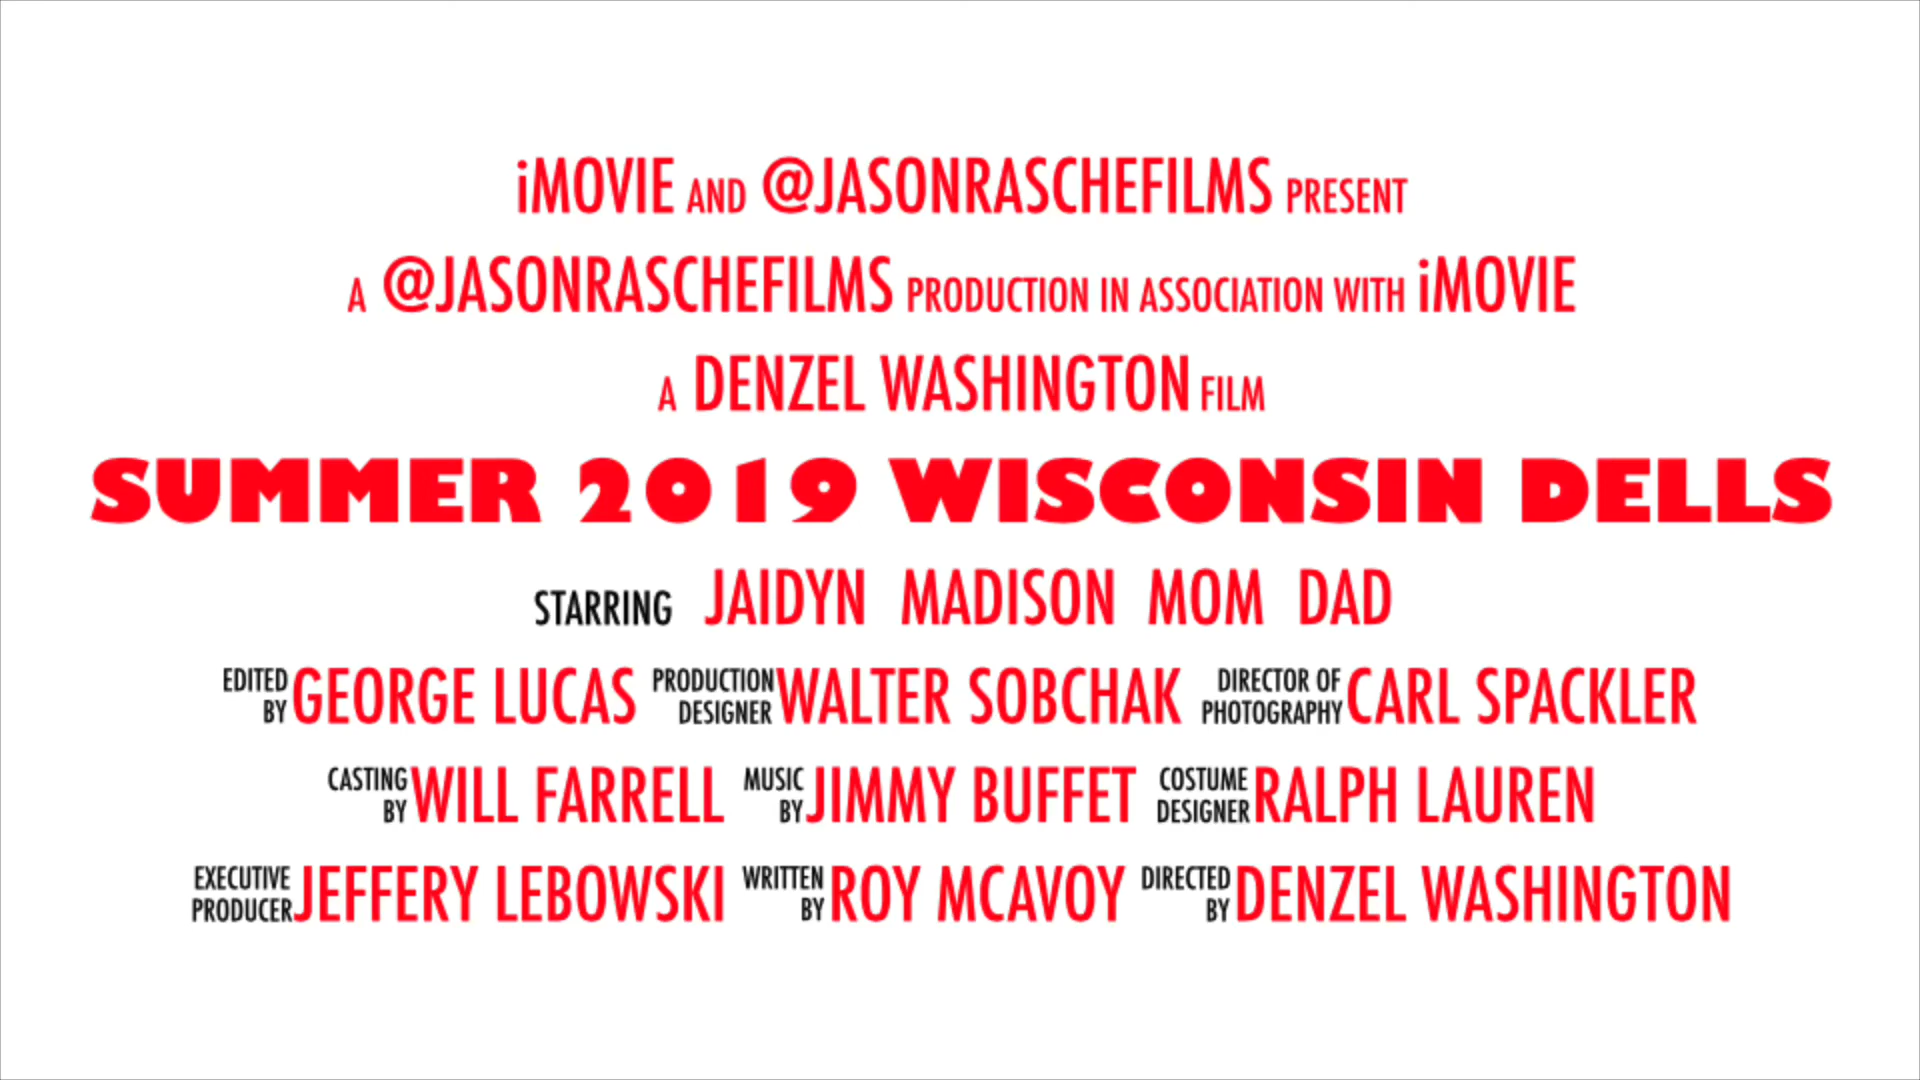 iMOVIE AND @JASONRASCHEFILMS PRESENT
A @JASONRASCHEFILMS PRODUCTION IN ASSOCIATION WITH iMOVIE
A DENZEL WASHINGTON FILM
SUMMER 2019 WISCONSIN DELLS
STARRING JAIDYN MADISON MOM DAD
EDITED BY GEORGE LUCAS PRODUCTION DESIGNER WALTER SOBCHAK DIRECTOR OF PHOTOGRAPHY CARL SPACKLER
CASTING BY WILL FARRELL MUSIC BY JIMMY BUFFET COSTUME DESIGNER RALPH LAUREN
EXECUTIVE PRODUCER JEFFERY LEBOWSKI WRITTEN BY ROY MCAVOY DIRECTED BY DENZEL WASHINGTON